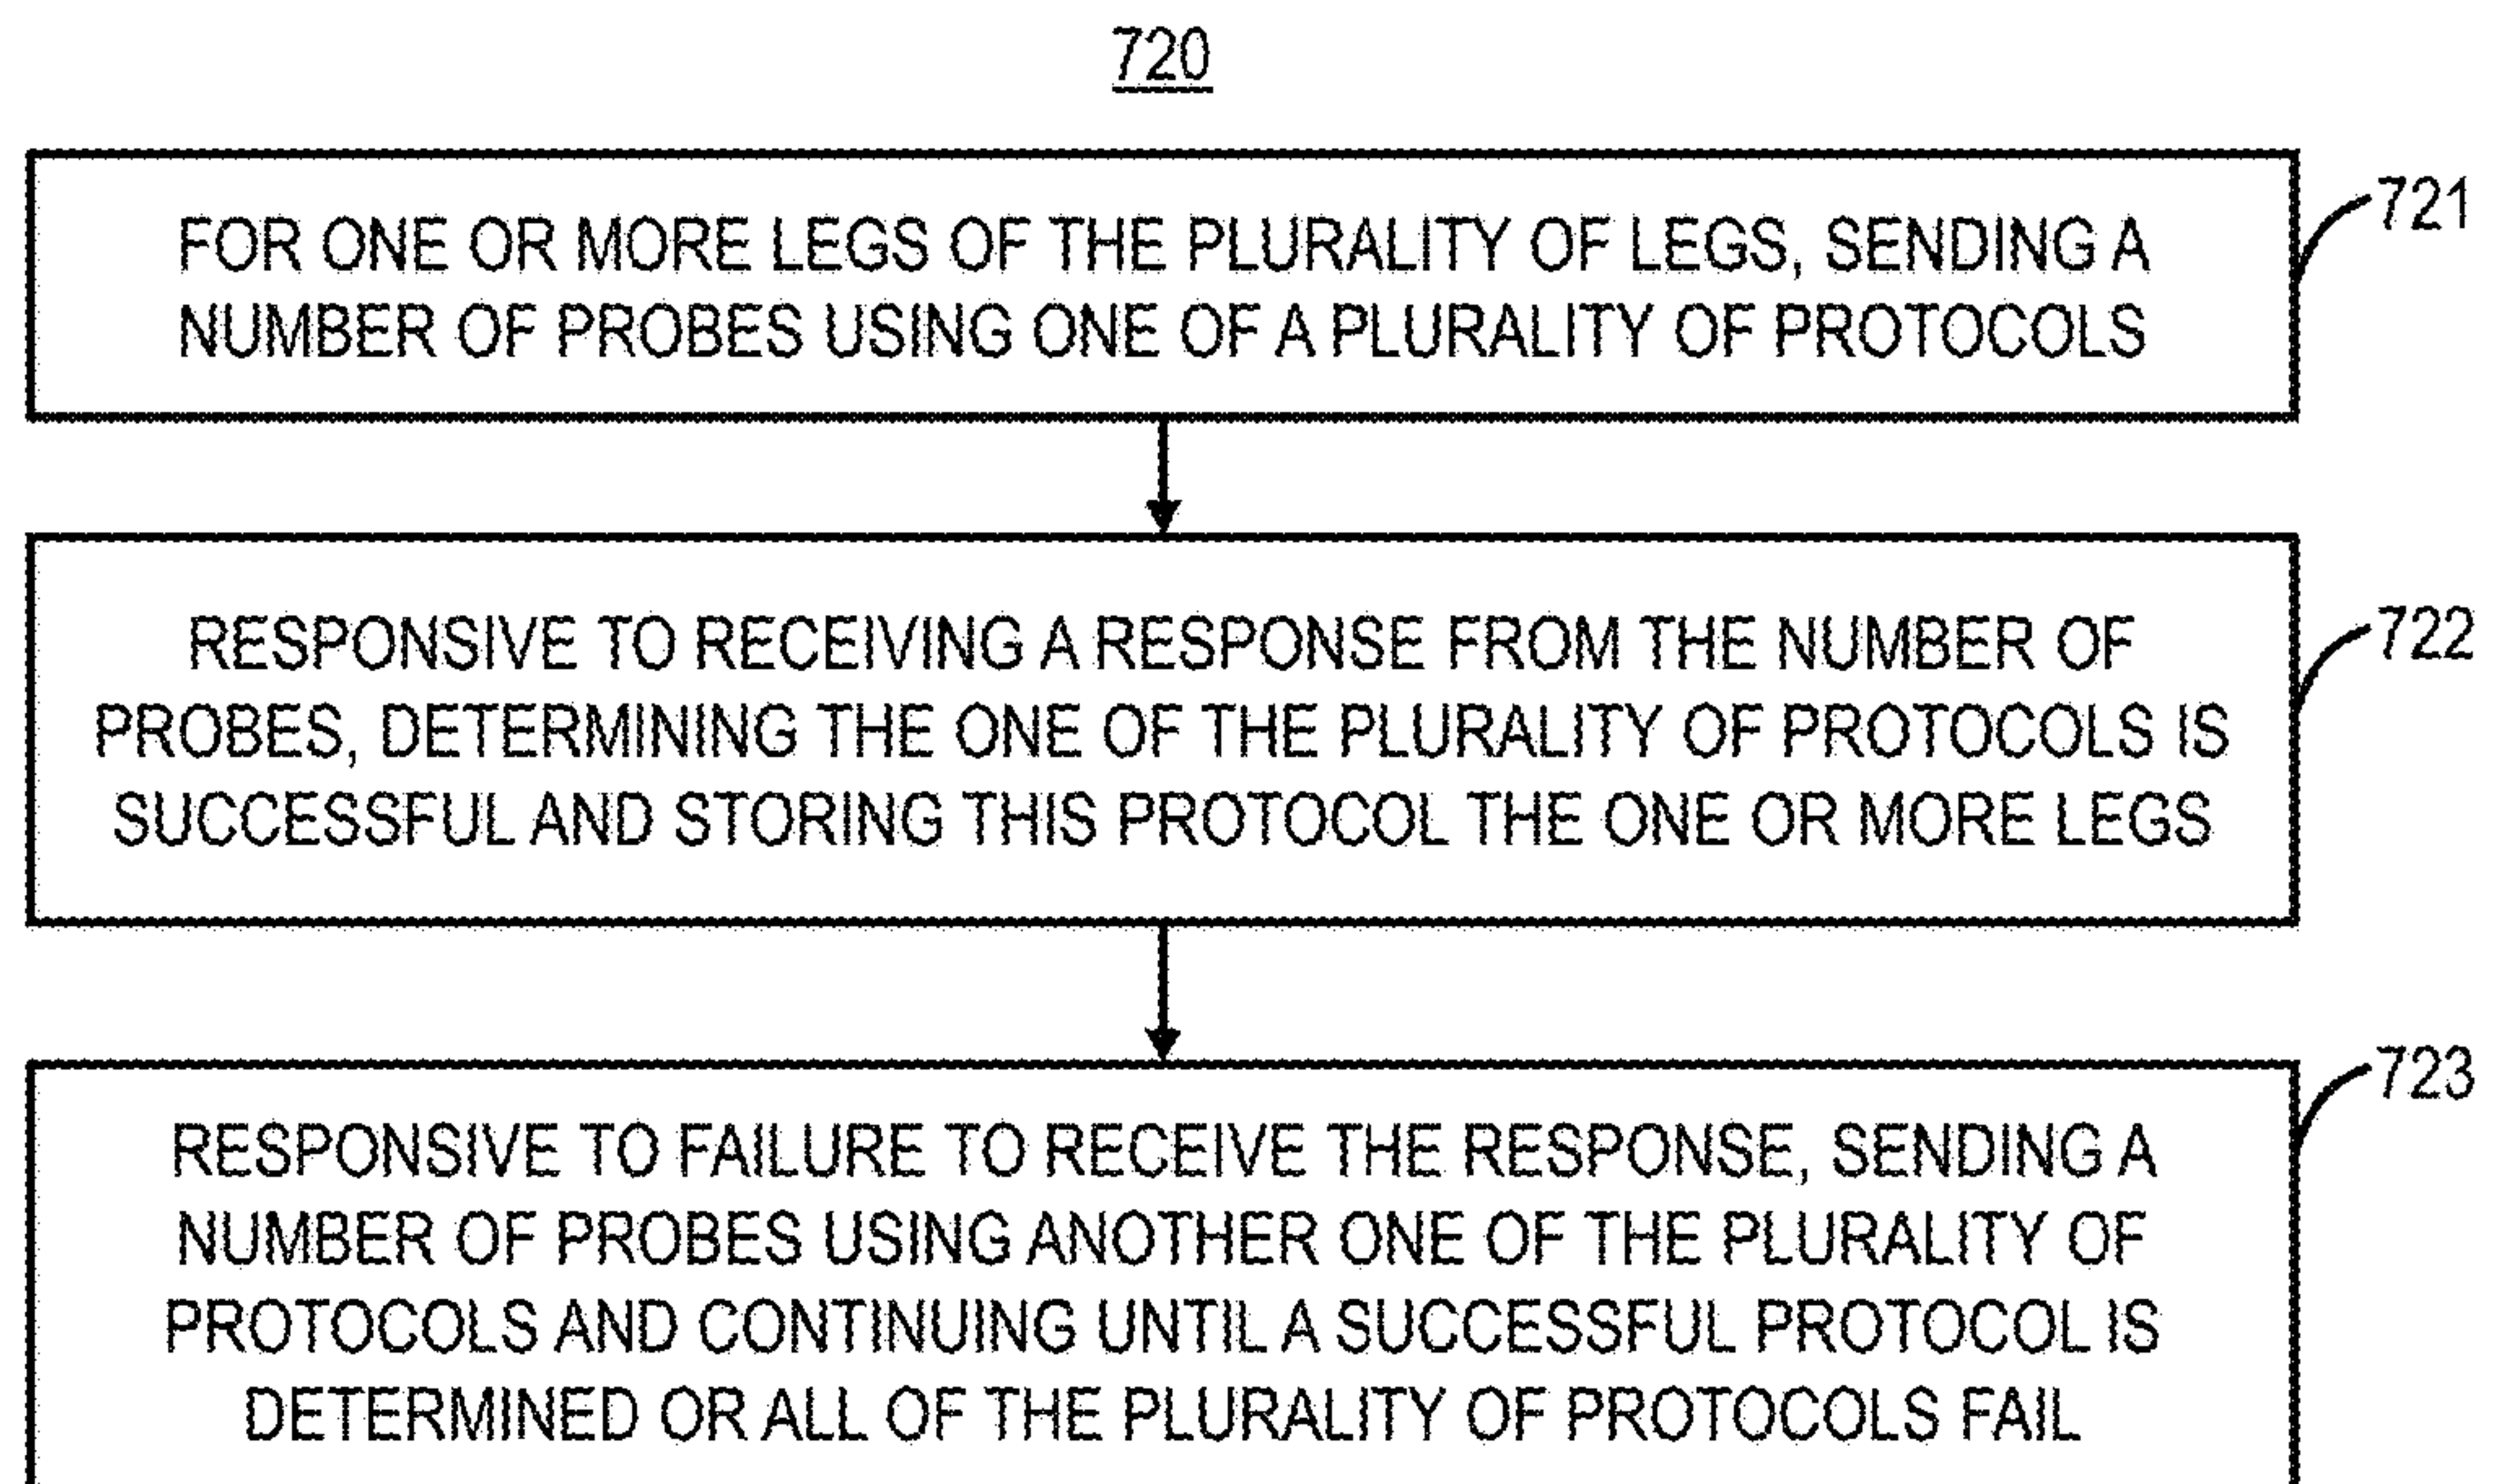 720
FOR ONE OR MORE LEGS OF THE PLURALITY OF LEGS, SENDING A
NUMBER OF PROBES USING ONE OF A PLURALITY OF PROTOCOLS
721
RESPONSIVE TO RECEIVING A RESPONSE FROM THE NUMBER OF
PROBES, DETERMINING THE ONE OF THE PLURALITY OF PROTOCOLS IS
SUCCESSFUL AND STORING THIS PROTOCOL THE ONE OR MORE LEGS
722
RESPONSIVE TO FAILURE TO RECEIVE THE RESPONSE, SENDING A
NUMBER OF PROBES USING ANOTHER ONE OF THE PLURALITY OF
PROTOCOLS AND CONTINUING UNTIL A SUCCESSFUL PROTOCOL IS
DETERMINED OR ALL OF THE PLURALITY OF PROTOCOLS FAIL
723